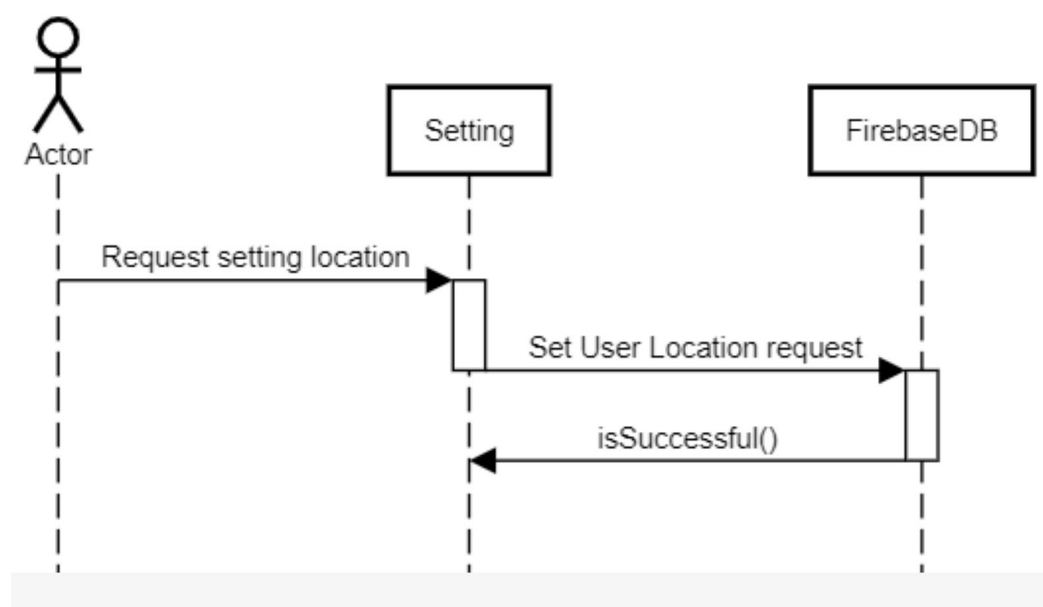 Actor
Setting
FirebaseDB
Request setting location
Set User Location request
isSuccessful()